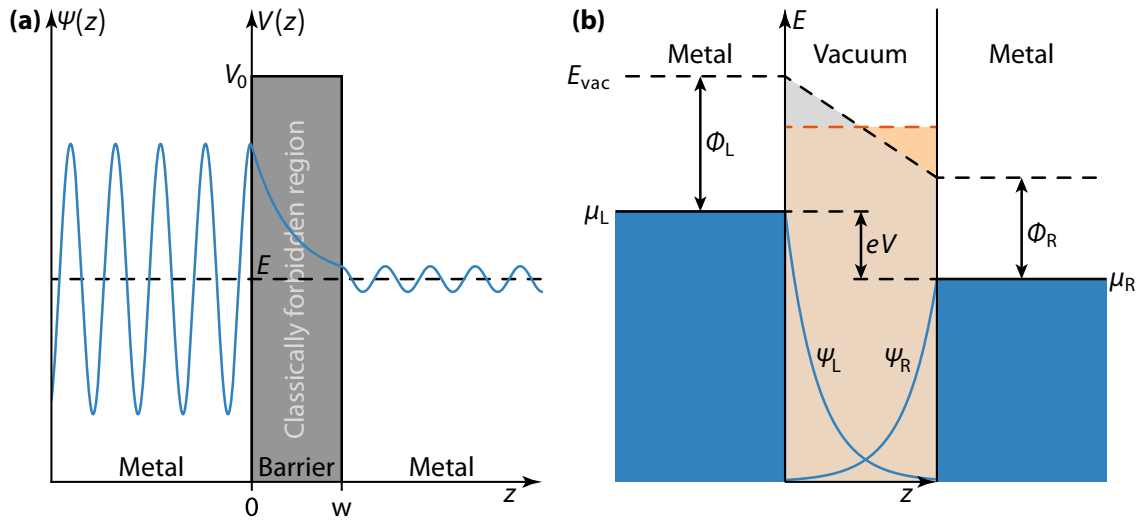 (a)
Ψ(z)
V(z)
V0
Classically forbidden region
E
Metal
Barrier
Metal
z
0
w
(b)
E
Metal
Vacuum
Metal
Evac
ΦL
μL
eV
ΦR
μR
ΨL
ΨR
z